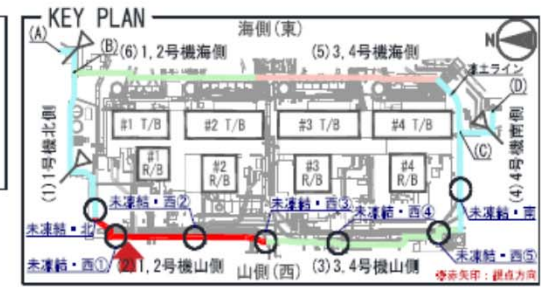 KEY PLAN
海側(東)
N
(A)
(B)
(6)1,2号機海側
(5)3,4号機海側
凍土ライン
(D)
(1)1号機北側
#1 T/B
#2 T/B
#3 T/B
#4 T/B
(C)
(4)4号機南側
#1
R/B
#2
R/B
#3
R/B
#4
R/B
未凍結・北
未凍結・西②
未凍結・西③
未凍結・西④
未凍結・南
未凍結・西①
(2)1,2号機山側
山側(西)
(3)3,4号機山側
未凍結・西⑤
※赤矢印:視点方向